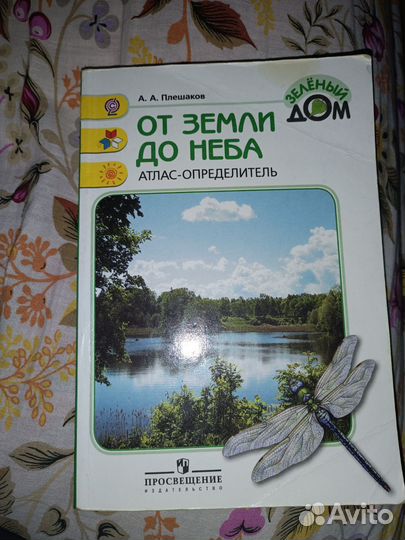 А. А. Плешаков
ЗЕЛЁНЫЙ
ДОМ
ОТ ЗЕМЛИ
ДО НЕБА
АТЛАС-ОПРЕДЕЛИТЕЛЬ
ПРОСВЕЩЕНИЕ
ИЗДАТЕЛЬСТВО
Avito